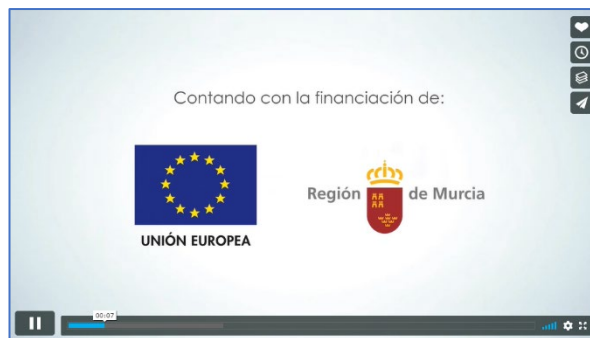 Contando con la financiación de:
Región de Murcia
UNIÓN EUROPEA
00:07